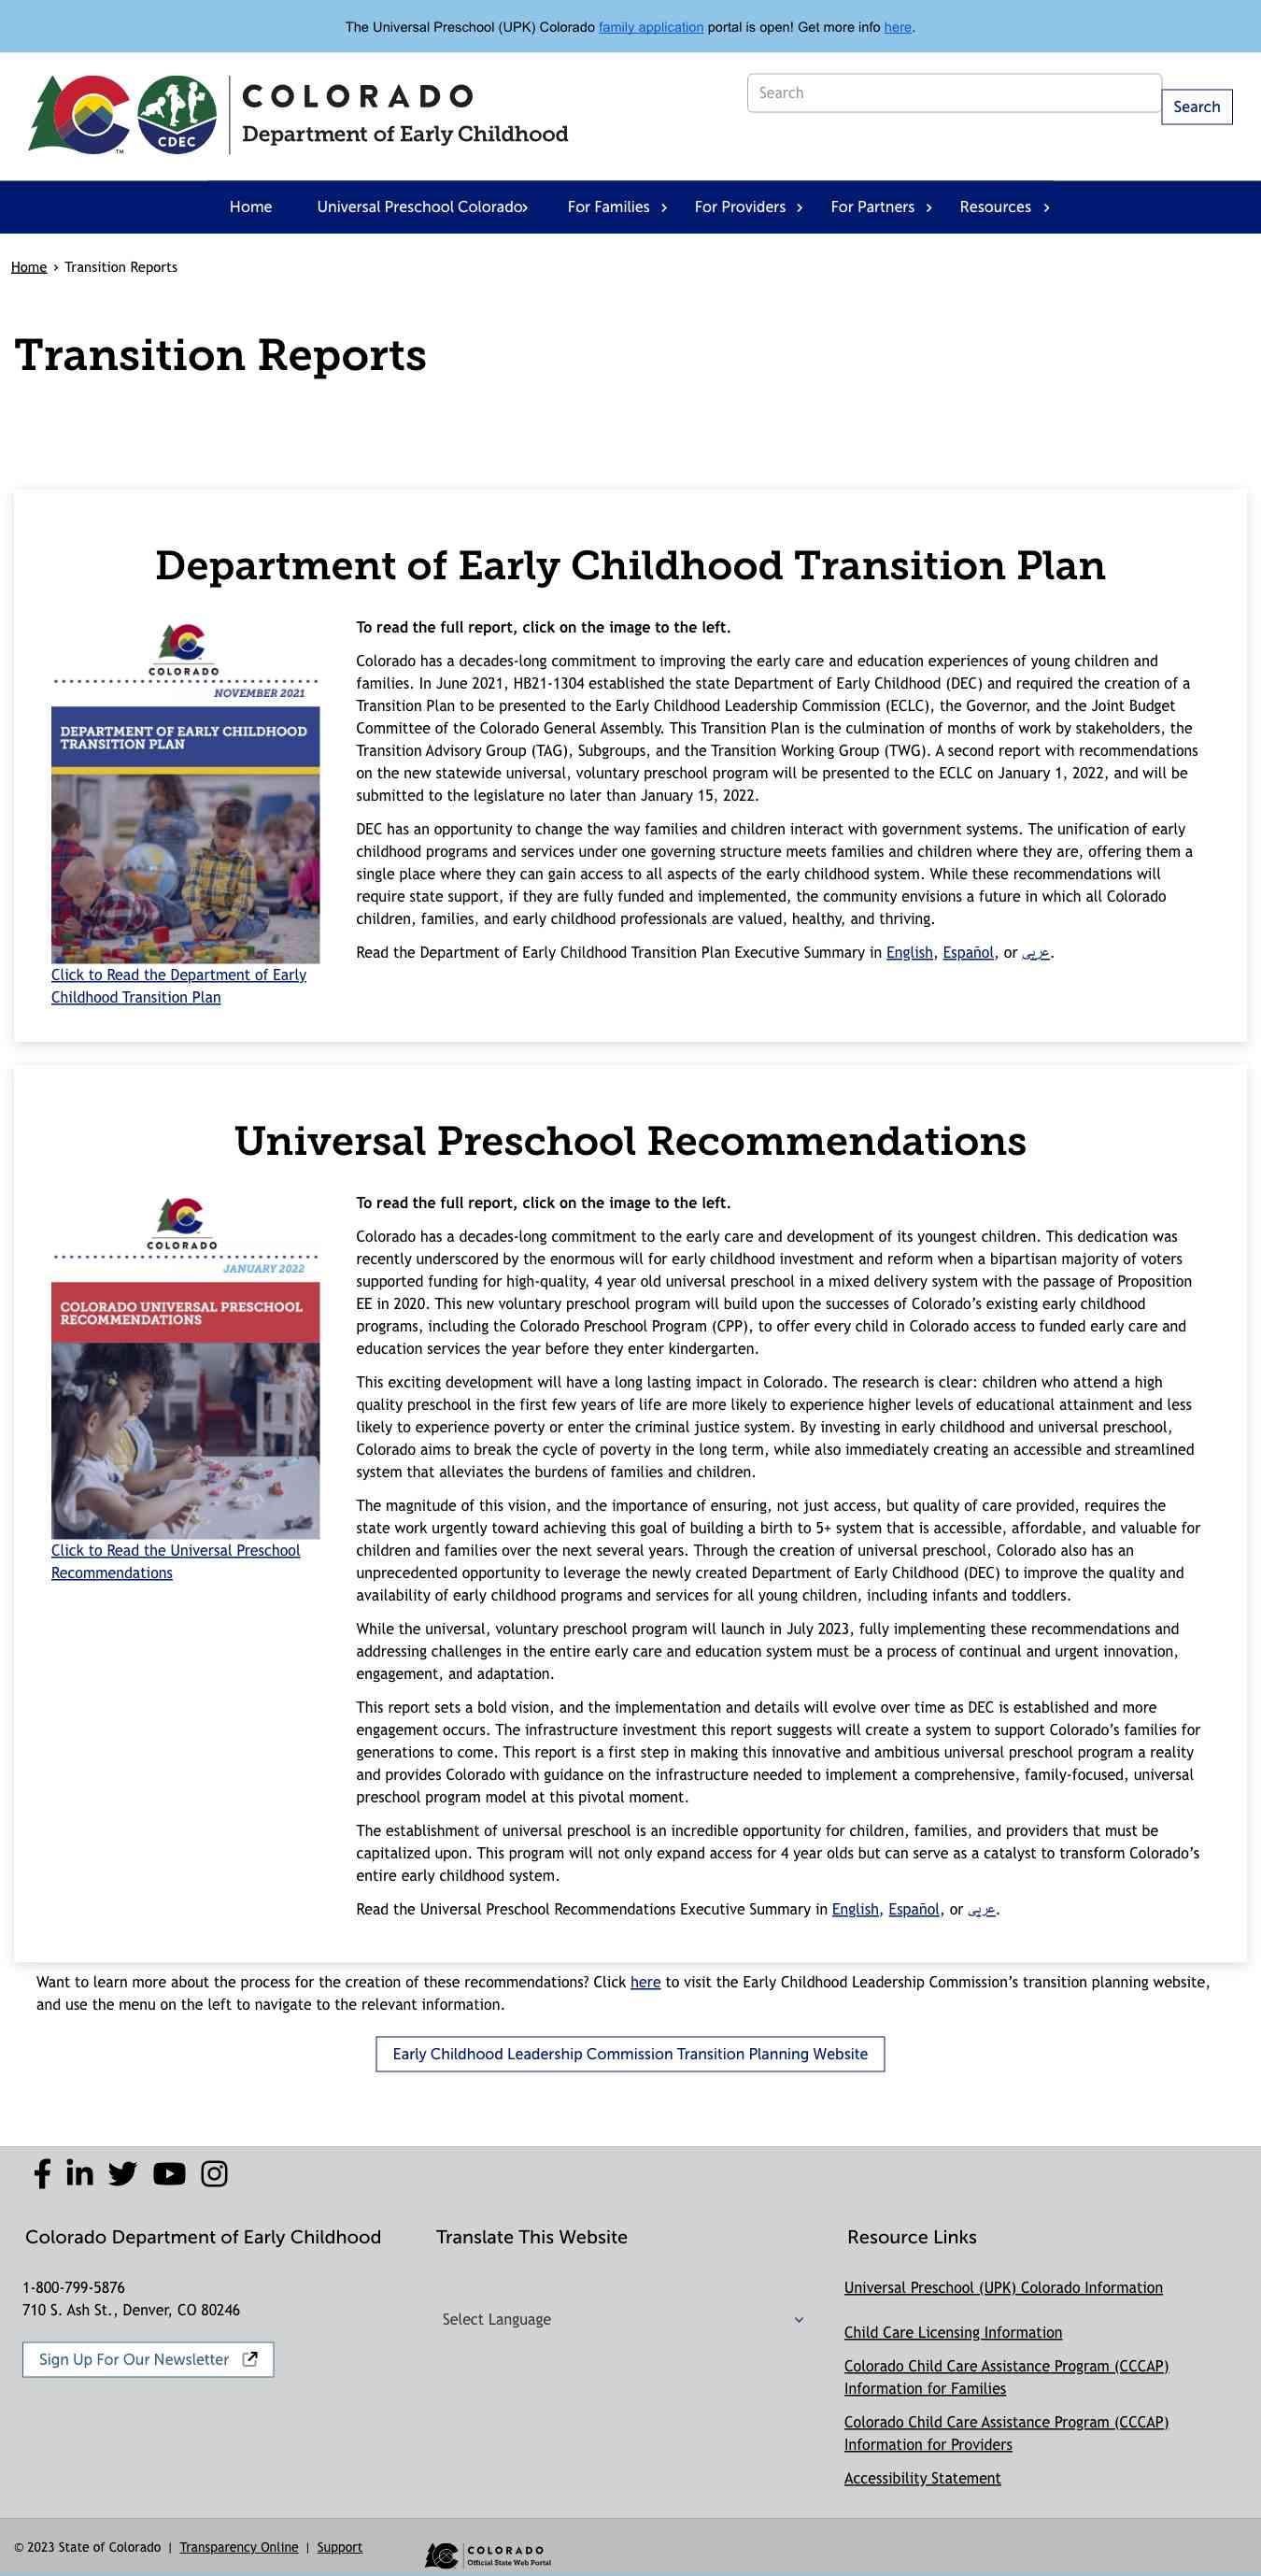 The Universal Preschool (UPK) Colorado family application portal is open! Get more info here.
CDEC
TM
COLORADO
Department of Early Childhood
Search
Search
Home
Universal Preschool Colorado
For Families
For Providers
For Partners
Resources
Home › Transition Reports
Transition Reports
Department of Early Childhood Transition Plan
COLORADO
NOVEMBER 2021
DEPARTMENT OF EARLY CHILDHOOD
TRANSITION PLAN
Click to Read the Department of Early
Childhood Transition Plan
To read the full report, click on the image to the left.
Colorado has a decades-long commitment to improving the early care and education experiences of young children and
families. In June 2021, HB21-1304 established the state Department of Early Childhood (DEC) and required the creation of a
Transition Plan to be presented to the Early Childhood Leadership Commission (ECLC), the Governor, and the Joint Budget
Committee of the Colorado General Assembly. This Transition Plan is the culmination of months of work by stakeholders, the
Transition Advisory Group (TAG), Subgroups, and the Transition Working Group (TWG). A second report with recommendations
on the new statewide universal, voluntary preschool program will be presented to the ECLC on January 1, 2022, and will be
submitted to the legislature no later than January 15, 2022.
DEC has an opportunity to change the way families and children interact with government systems. The unification of early
childhood programs and services under one governing structure meets families and children where they are, offering them a
single place where they can gain access to all aspects of the early childhood system. While these recommendations will
require state support, if they are fully funded and implemented, the community envisions a future in which all Colorado
children, families, and early childhood professionals are valued, healthy, and thriving.
Read the Department of Early Childhood Transition Plan Executive Summary in English, Español, or عربى.
Universal Preschool Recommendations
COLORADO
JANUARY 2022
COLORADO UNIVERSAL PRESCHOOL
RECOMMENDATIONS
Click to Read the Universal Preschool
Recommendations
To read the full report, click on the image to the left.
Colorado has a decades-long commitment to the early care and development of its youngest children. This dedication was
recently underscored by the enormous will for early childhood investment and reform when a bipartisan majority of voters
supported funding for high-quality, 4 year old universal preschool in a mixed delivery system with the passage of Proposition
EE in 2020. This new voluntary preschool program will build upon the successes of Colorado’s existing early childhood
programs, including the Colorado Preschool Program (CPP), to offer every child in Colorado access to funded early care and
education services the year before they enter kindergarten.
This exciting development will have a long lasting impact in Colorado. The research is clear: children who attend a high
quality preschool in the first few years of life are more likely to experience higher levels of educational attainment and less
likely to experience poverty or enter the criminal justice system. By investing in early childhood and universal preschool,
Colorado aims to break the cycle of poverty in the long term, while also immediately creating an accessible and streamlined
system that alleviates the burdens of families and children.
The magnitude of this vision, and the importance of ensuring, not just access, but quality of care provided, requires the
state work urgently toward achieving this goal of building a birth to 5+ system that is accessible, affordable, and valuable for
children and families over the next several years. Through the creation of universal preschool, Colorado also has an
unprecedented opportunity to leverage the newly created Department of Early Childhood (DEC) to improve the quality and
availability of early childhood programs and services for all young children, including infants and toddlers.
While the universal, voluntary preschool program will launch in July 2023, fully implementing these recommendations and
addressing challenges in the entire early care and education system must be a process of continual and urgent innovation,
engagement, and adaptation.
This report sets a bold vision, and the implementation and details will evolve over time as DEC is established and more
engagement occurs. The infrastructure investment this report suggests will create a system to support Colorado’s families for
generations to come. This report is a first step in making this innovative and ambitious universal preschool program a reality
and provides Colorado with guidance on the infrastructure needed to implement a comprehensive, family-focused, universal
preschool program model at this pivotal moment.
The establishment of universal preschool is an incredible opportunity for children, families, and providers that must be
capitalized upon. This program will not only expand access for 4 year olds but can serve as a catalyst to transform Colorado’s
entire early childhood system.
Read the Universal Preschool Recommendations Executive Summary in English, Español, or عربى.
Want to learn more about the process for the creation of these recommendations? Click here to visit the Early Childhood Leadership Commission’s transition planning website,
and use the menu on the left to navigate to the relevant information.
Early Childhood Leadership Commission Transition Planning Website
Colorado Department of Early Childhood
1-800-799-5876
710 S. Ash St., Denver, CO 80246
Sign Up For Our Newsletter
Translate This Website
Select Language
Resource Links
Universal Preschool (UPK) Colorado Information
Child Care Licensing Information
Colorado Child Care Assistance Program (CCCAP)
Information for Families
Colorado Child Care Assistance Program (CCCAP)
Information for Providers
Accessibility Statement
© 2023 State of Colorado | Transparency Online | Support
COLORADO
Official State Web Portal